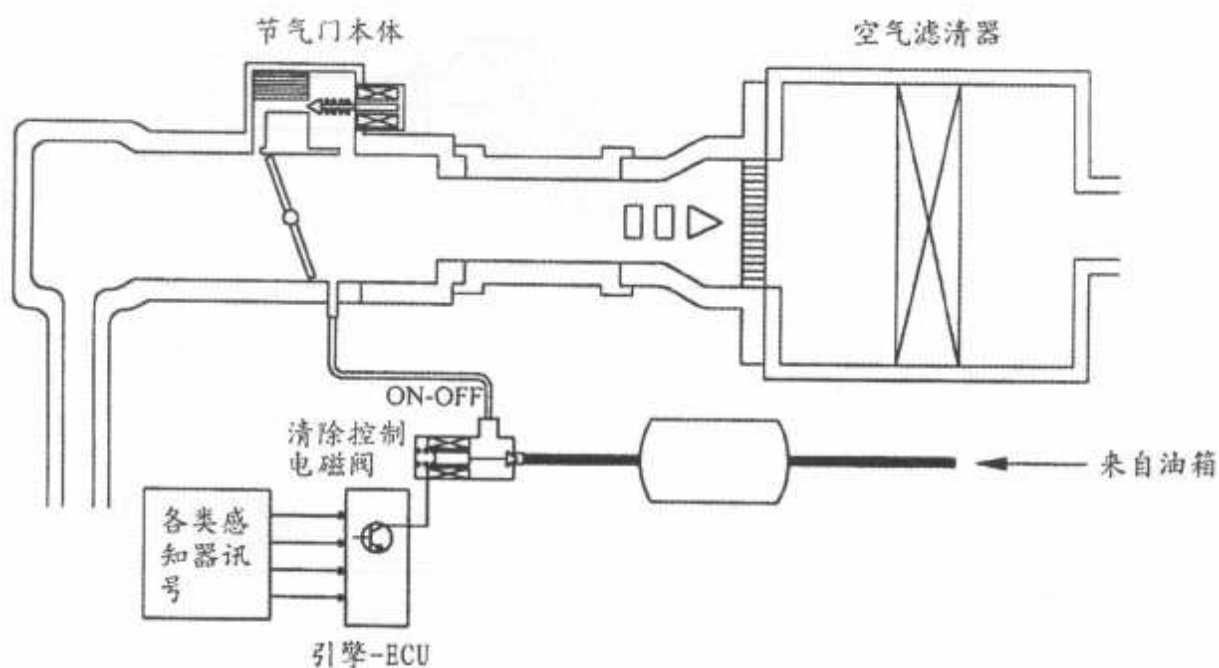 节气门本体
空气滤清器
ON-OFF
清除控制
电磁阀
来自油箱
各类感
知器讯
号
引擎-ECU